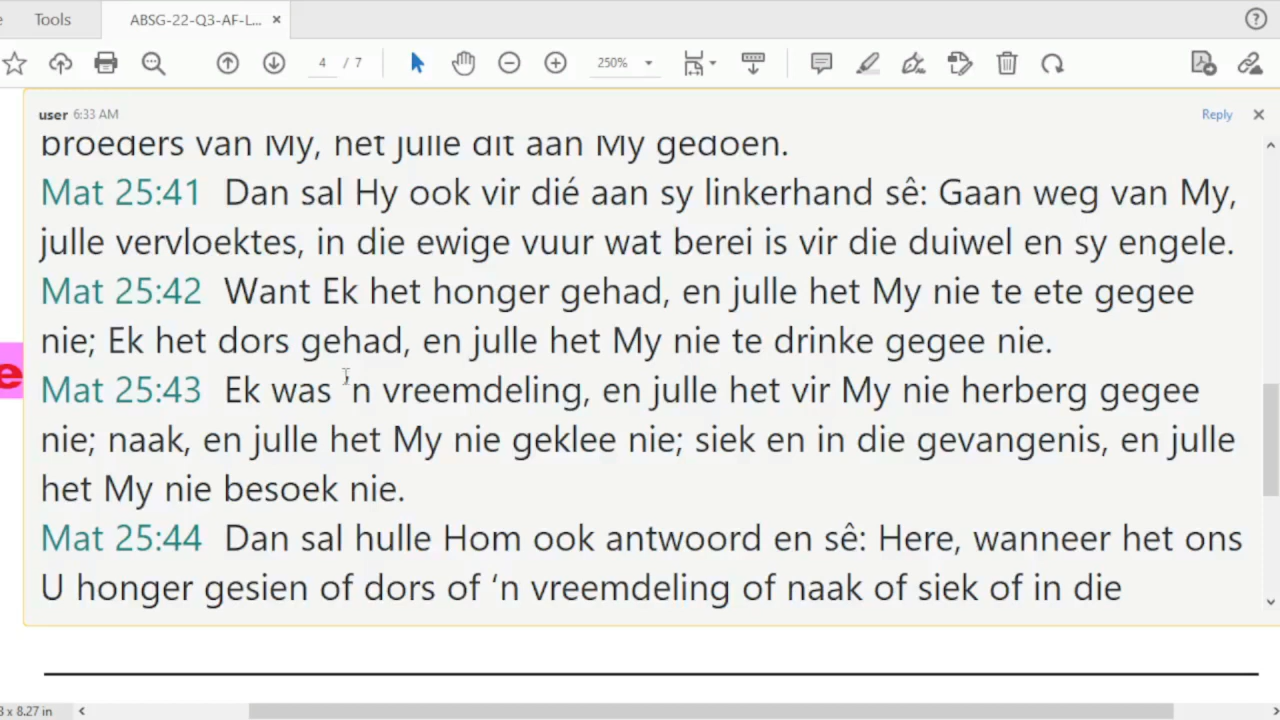 Tools
ABSG-22-Q3-AF-L...
4 / 7
250%
user 6:33 AM
Reply
broeders van My, het julle dit aan My gedoen.
Mat 25:41 Dan sal Hy ook vir dié aan sy linkerhand sê: Gaan weg van My,
julle vervloektes, in die ewige vuur wat berei is vir die duiwel en sy engele.
Mat 25:42 Want Ek het honger gehad, en julle het My nie te ete gegee
nie; Ek het dors gehad, en julle het My nie te drinke gegee nie.
Mat 25:43 Ek was 'n vreemdeling, en julle het vir My nie herberg gegee
nie; naak, en julle het My nie geklee nie; siek en in die gevangenis, en julle
het My nie besoek nie.
Mat 25:44 Dan sal hulle Hom ook antwoord en sê: Here, wanneer het ons
U honger gesien of dors of ‘n vreemdeling of naak of siek of in die
x 8.27 in